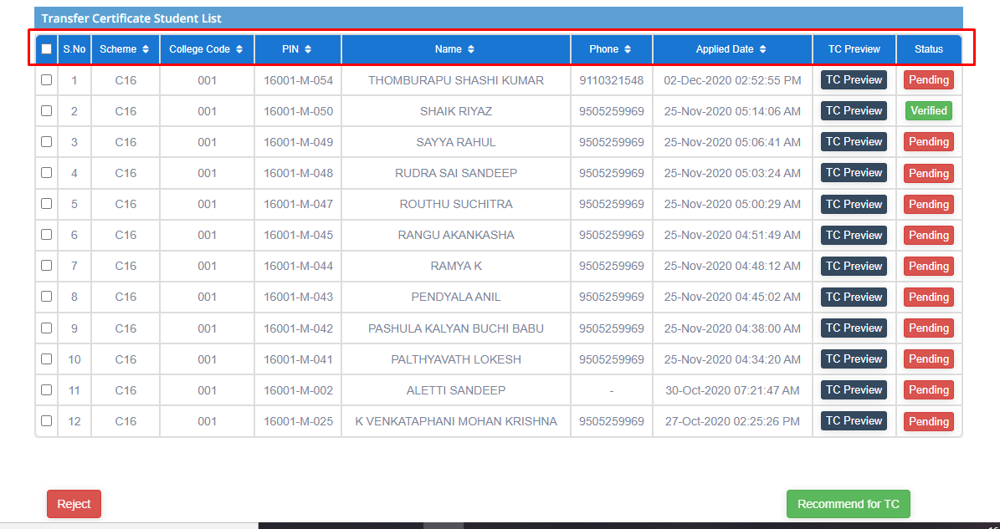 Transfer Certificate Student List
S.No Scheme College Code PIN Name Phone Applied Date TC Preview Status
1 C16 001 16001-M-054 THOMBURAPU SHASHI KUMAR 9110321548 02-Dec-2020 02:52:55 PM TC Preview Pending
2 C16 001 16001-M-050 SHAIK RIYAZ 9505259969 25-Nov-2020 05:14:06 AM TC Preview Verified
3 C16 001 16001-M-049 SAYYA RAHUL 9505259969 25-Nov-2020 05:06:41 AM TC Preview Pending
4 C16 001 16001-M-048 RUDRA SAI SANDEEP 9505259969 25-Nov-2020 05:03:24 AM TC Preview Pending
5 C16 001 16001-M-047 ROUTHU SUCHITRA 9505259969 25-Nov-2020 05:00:29 AM TC Preview Pending
6 C16 001 16001-M-045 RANGU AKANKASHA 9505259969 25-Nov-2020 04:51:49 AM TC Preview Pending
7 C16 001 16001-M-044 RAMYA K 9505259969 25-Nov-2020 04:48:12 AM TC Preview Pending
8 C16 001 16001-M-043 PENDYALA ANIL 9505259969 25-Nov-2020 04:45:02 AM TC Preview Pending
9 C16 001 16001-M-042 PASHULA KALYAN BUCHI BABU 9505259969 25-Nov-2020 04:38:00 AM TC Preview Pending
10 C16 001 16001-M-041 PALTHYAVATH LOKESH 9505259969 25-Nov-2020 04:34:20 AM TC Preview Pending
11 C16 001 16001-M-002 ALETTI SANDEEP - 30-Oct-2020 07:21:47 AM TC Preview Pending
12 C16 001 16001-M-025 K VENKATAPHANI MOHAN KRISHNA 9505259969 27-Oct-2020 02:25:26 PM TC Preview Pending
Reject Recommend for TC